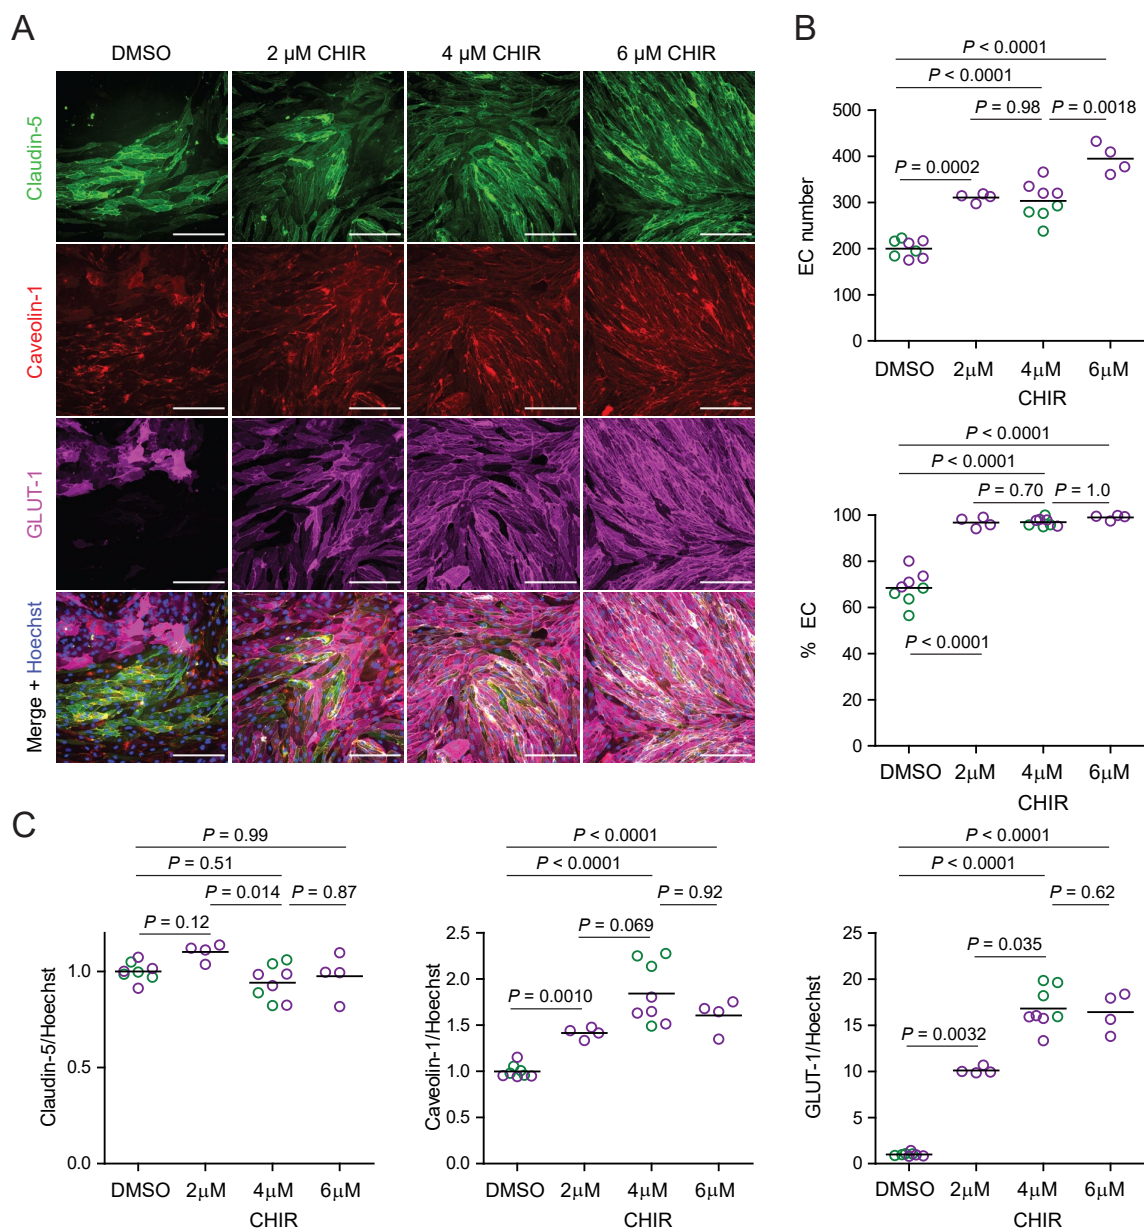 A
DMSO
2 µM CHIR
4 µM CHIR
6 µM CHIR
Claudin-5
Caveolin-1
GLUT-1
Merge + Hoechst
B
P < 0.0001
P < 0.0001
P = 0.98
P = 0.0018
P = 0.0002
EC number
500
400
300
200
100
0
DMSO
2µM
4µM
6µM
CHIR
P < 0.0001
P < 0.0001
P = 0.70
P = 1.0
P < 0.0001
% EC
100
80
60
40
20
0
DMSO
2µM
4µM
6µM
CHIR
C
P = 0.99
P = 0.51
P = 0.014
P = 0.87
P = 0.12
Claudin-5/Hoechst
1.0
0.5
0.0
DMSO
2µM
4µM
6µM
CHIR
P < 0.0001
P < 0.0001
P = 0.92
P = 0.069
P = 0.0010
Caveolin-1/Hoechst
2.5
2.0
1.5
1.0
0.5
0.0
DMSO
2µM
4µM
6µM
CHIR
P < 0.0001
P < 0.0001
P = 0.62
P = 0.035
P = 0.0032
GLUT-1/Hoechst
25
20
15
10
5
0
DMSO
2µM
4µM
6µM
CHIR